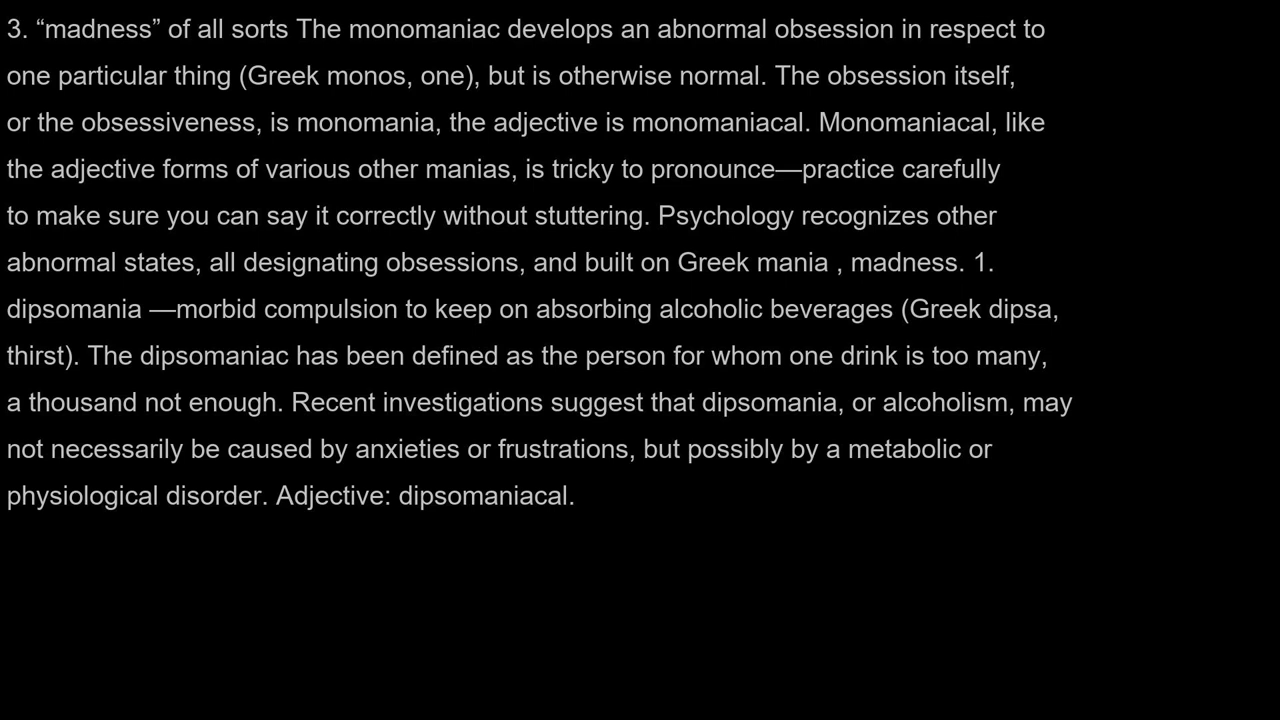 3. “madness” of all sorts The monomaniac develops an abnormal obsession in respect to
one particular thing (Greek monos, one), but is otherwise normal. The obsession itself,
or the obsessiveness, is monomania, the adjective is monomaniacal. Monomaniacal, like
the adjective forms of various other manias, is tricky to pronounce—practice carefully
to make sure you can say it correctly without stuttering. Psychology recognizes other
abnormal states, all designating obsessions, and built on Greek mania , madness. 1.
dipsomania —morbid compulsion to keep on absorbing alcoholic beverages (Greek dipsa,
thirst). The dipsomaniac has been defined as the person for whom one drink is too many,
a thousand not enough. Recent investigations suggest that dipsomania, or alcoholism, may
not necessarily be caused by anxieties or frustrations, but possibly by a metabolic or
physiological disorder. Adjective: dipsomaniacal.